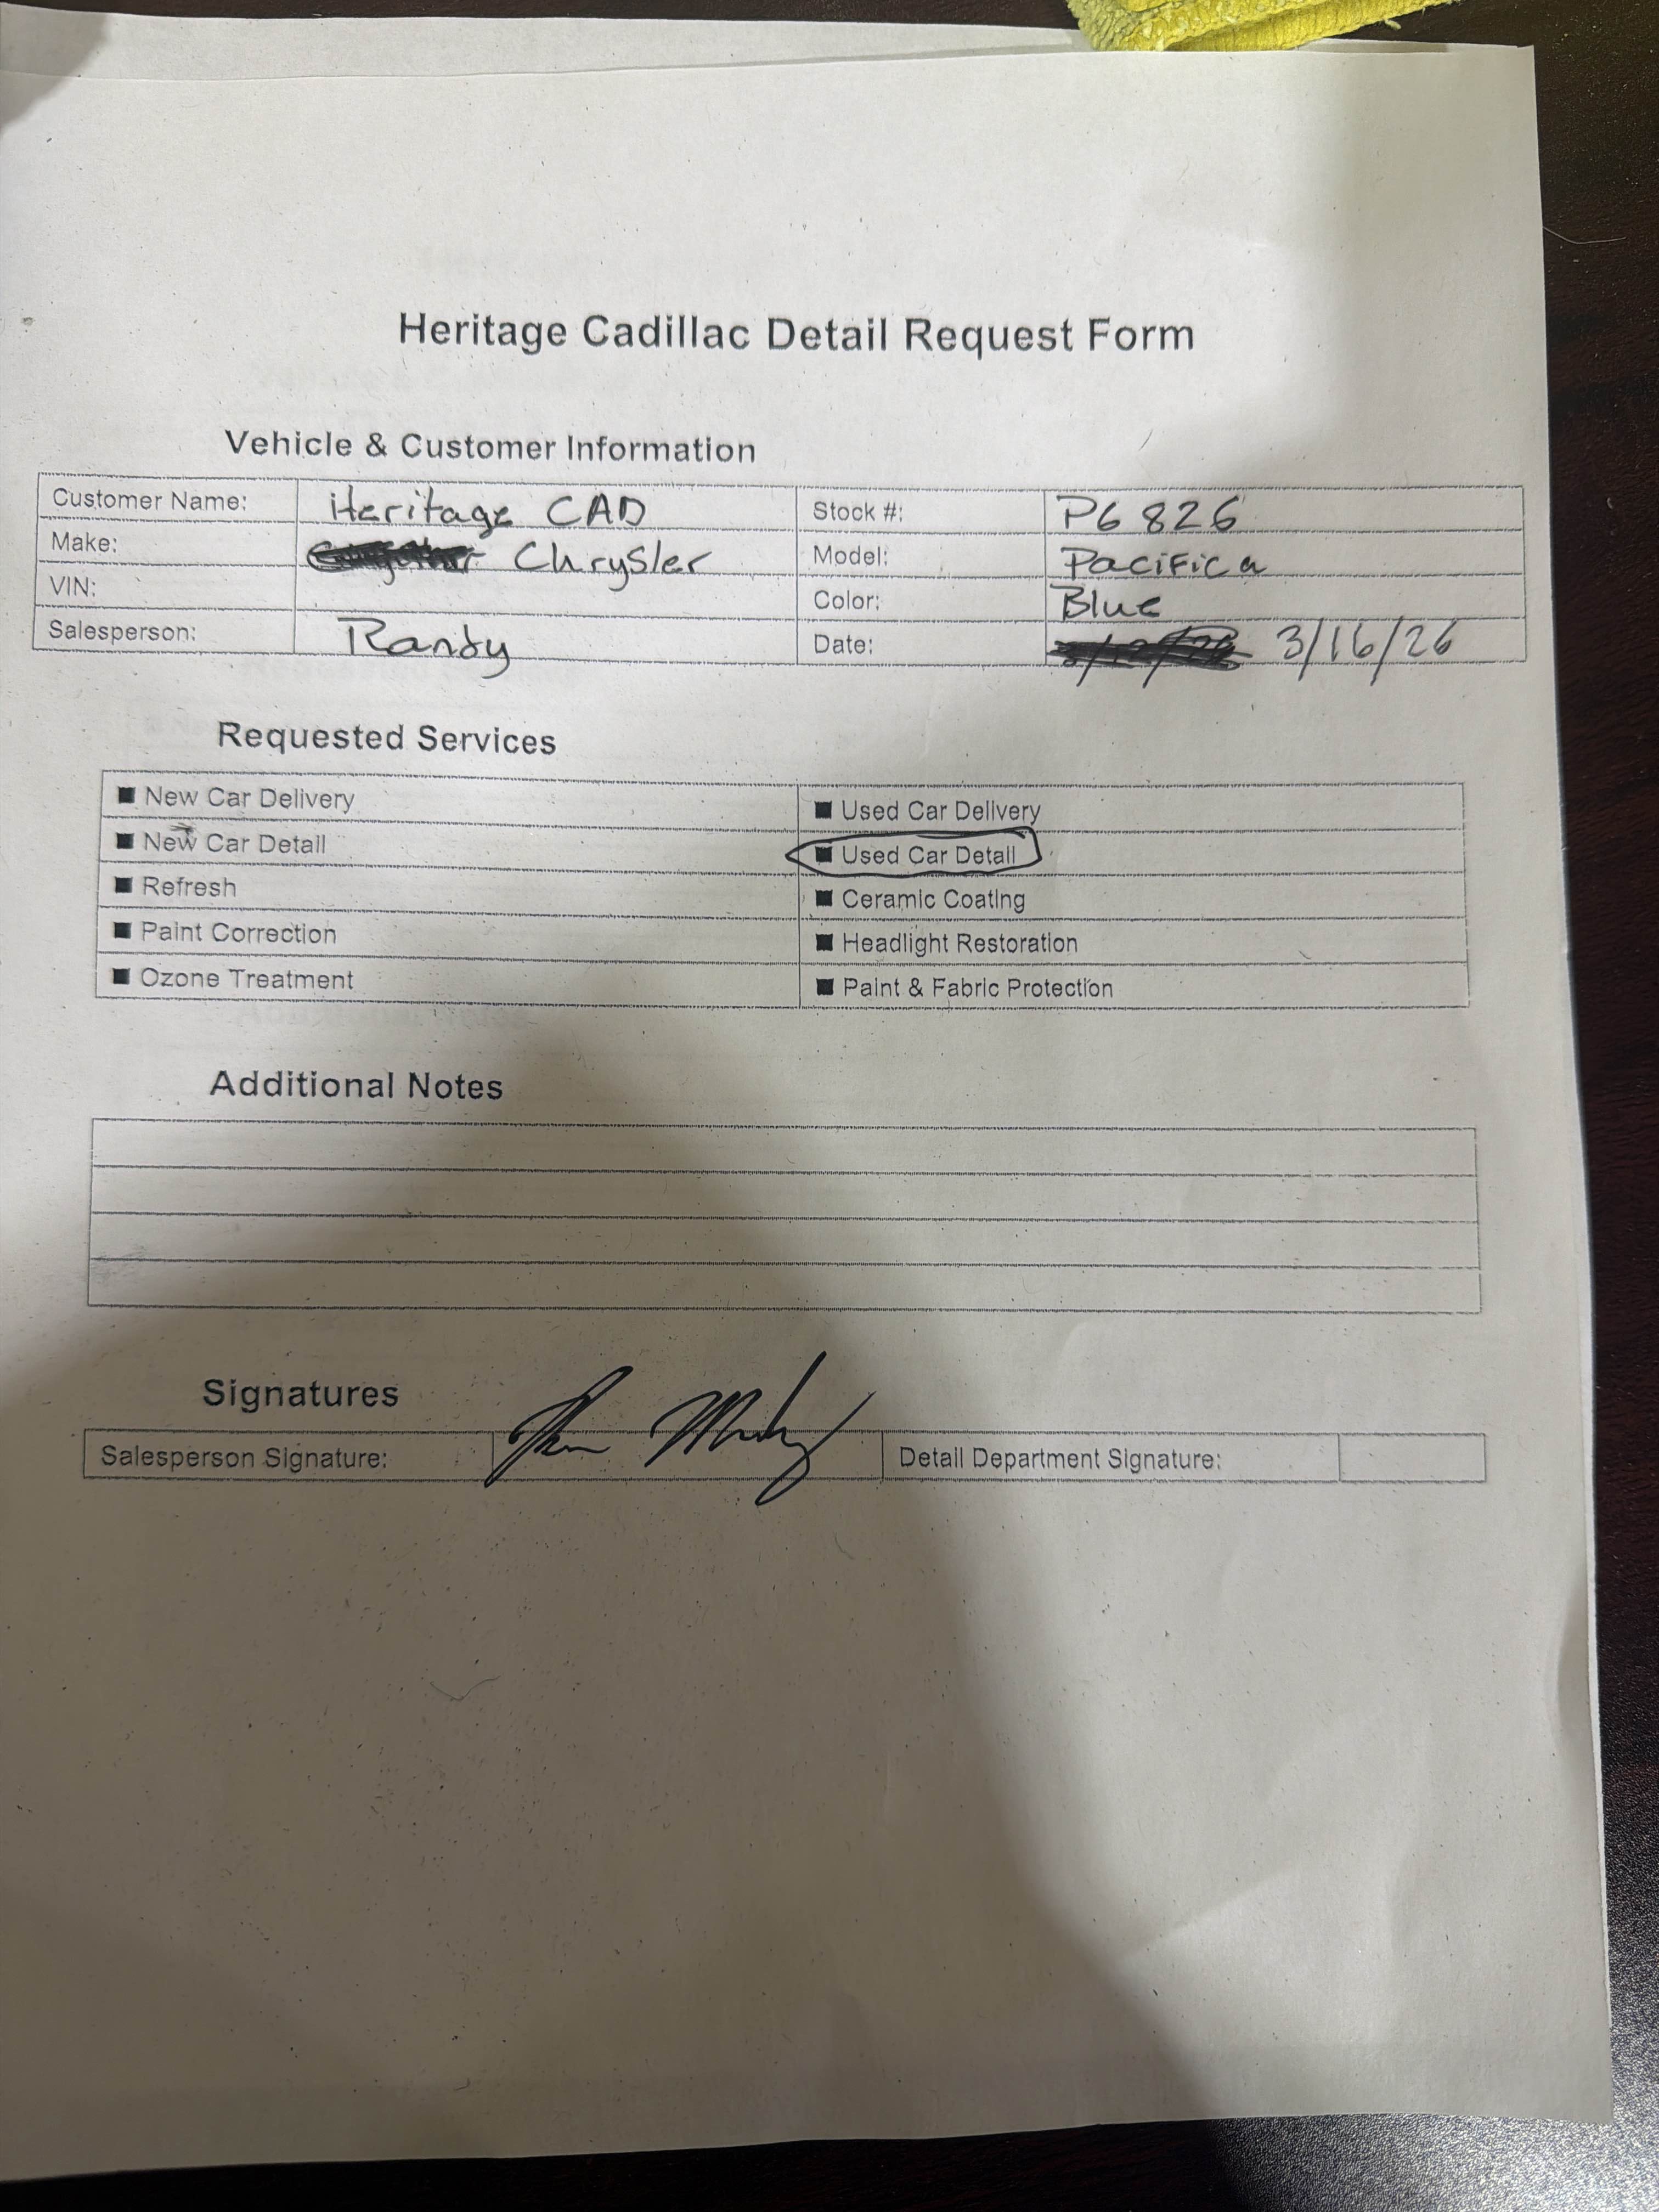 Heritage Cadillac Detail Request Form
Vehicle & Customer Information
Customer Name: Heritage CAD Stock #: P6826
Make: Chrysler Model: Pacifica
VIN: Color: Blue
Salesperson: Randy Date: 3/16/26
Requested Services
■ New Car Delivery ■ Used Car Delivery
■ New Car Detail ■ Used Car Detail
■ Refresh ■ Ceramic Coating
■ Paint Correction ■ Headlight Restoration
■ Ozone Treatment ■ Paint & Fabric Protection
Additional Notes
Signatures
Salesperson Signature: Detail Department Signature: